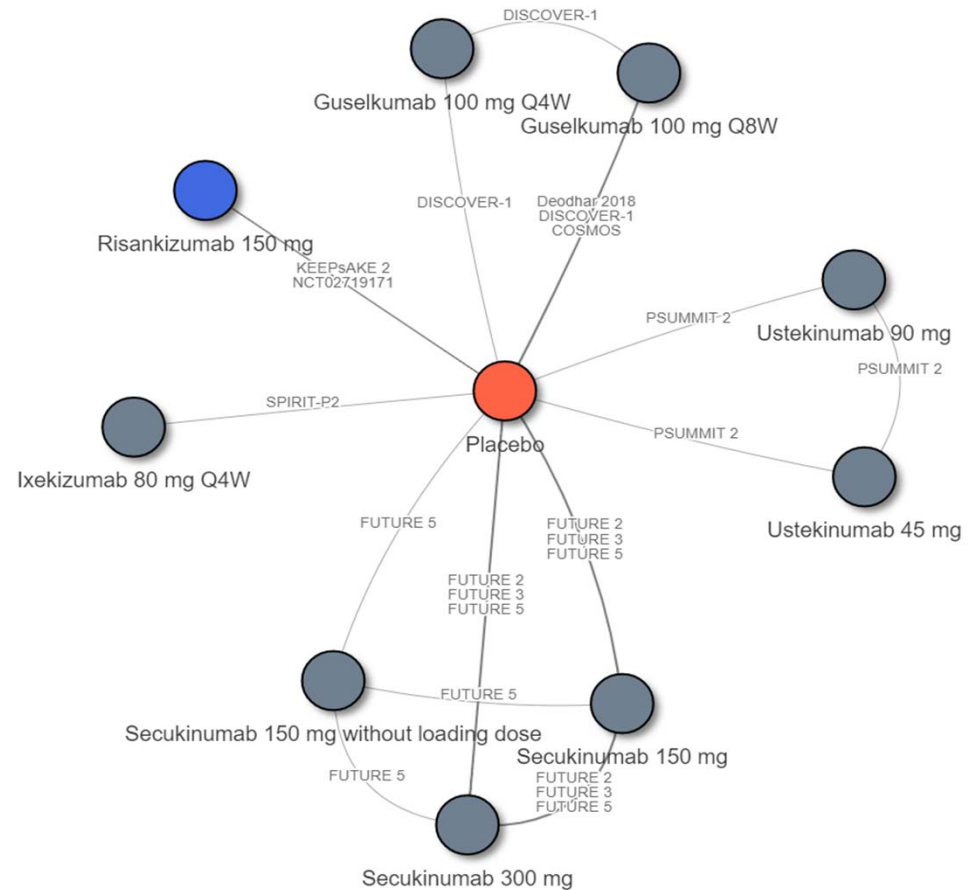 DISCOVER-1
Guselkumab 100 mg Q4W
Guselkumab 100 mg Q8W
DISCOVER-1
Deodhar 2018
DISCOVER-1
COSMOS
Risankizumab 150 mg
KEEPsAKE 2
NCT02719171
PSUMMIT 2
Ustekinumab 90 mg
PSUMMIT 2
SPIRIT-P2
Placebo
PSUMMIT 2
Ixekizumab 80 mg Q4W
Ustekinumab 45 mg
FUTURE 5
FUTURE 2
FUTURE 3
FUTURE 5
FUTURE 2
FUTURE 3
FUTURE 5
FUTURE 5
Secukinumab 150 mg without loading dose
Secukinumab 150 mg
FUTURE 5
FUTURE 2
FUTURE 3
FUTURE 5
Secukinumab 300 mg